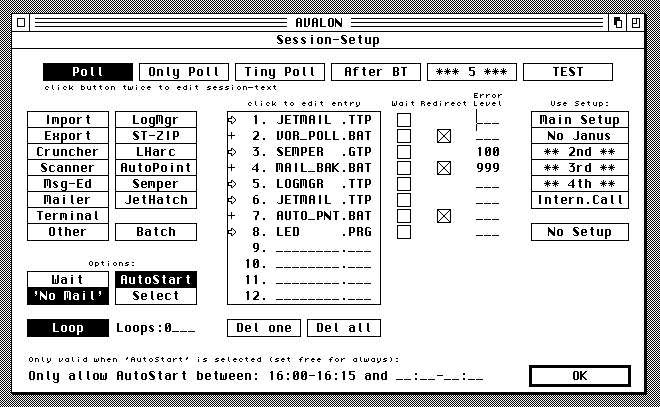 AVALON
Session-Setup
Poll Only Poll Tiny Poll After BT *** 5 *** TEST
click button twice to edit session-text
click to edit entry Wait Redirect Error Level Use Setup:
Import LogMgr ⇨ 1. JETMAIL .TTP ___ Main Setup
Export ST-ZIP + 2. VOR_POLL.BAT ___ No Janus
Cruncher LHarc ⇨ 3. SEMPER .GTP 100 ** 2nd **
Scanner AutoPoint + 4. MAIL_BAK.BAT 999 ** 3rd **
Msg-Ed Semper ⇨ 5. LOGMGR .TTP ___ ** 4th **
Mailer JetHatch ⇨ 6. JETMAIL .TTP ___ Intern.Call
Terminal + 7. AUTO_PNT.BAT ___
Other Batch ⇨ 8. LED .PRG ___ No Setup
9. ________.___
10. ________.___
11. ________.___
12. ________.___
Options:
Wait AutoStart
'No Mail' Select
Loop Loops:0___ Del one Del all
Only valid when 'AutoStart' is selected (set free for always):
Only allow AutoStart between: 16:00-16:15 and __:__-__:__ OK